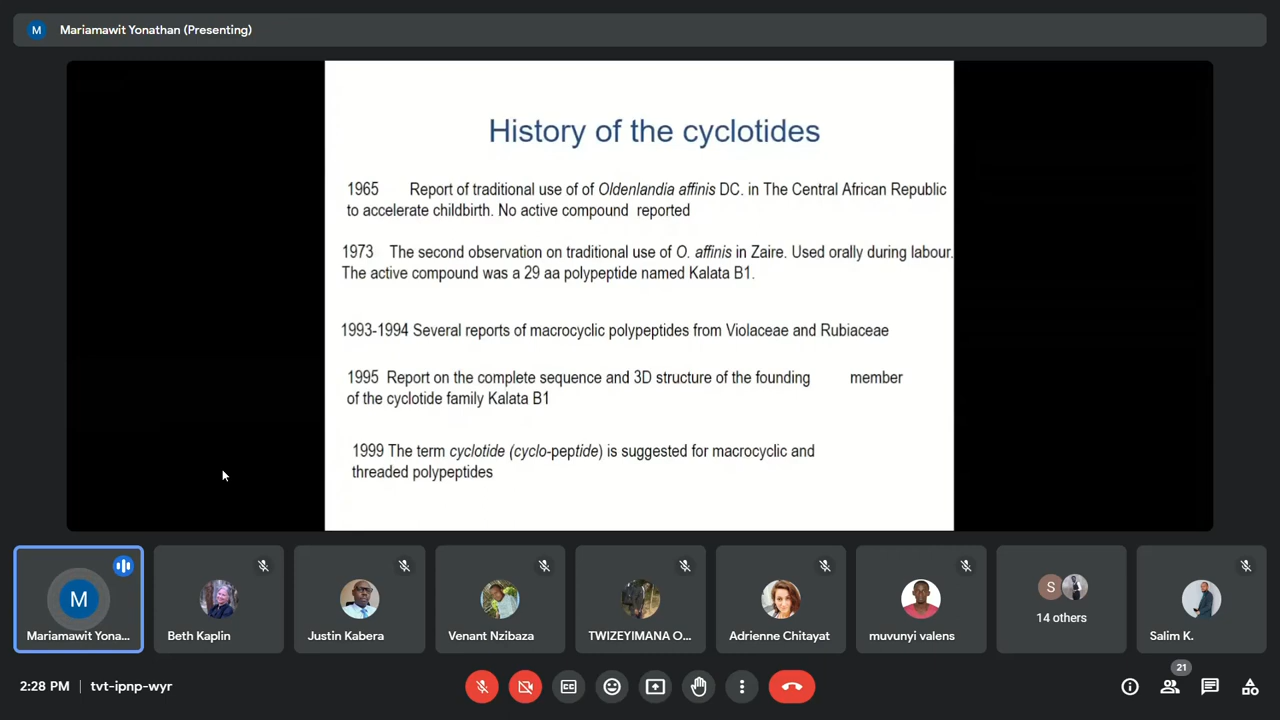 M Mariamawit Yonathan (Presenting)
History of the cyclotides
1965 Report of traditional use of of Oldenlandia affinis DC. in The Central African Republic
to accelerate childbirth. No active compound reported
1973 The second observation on traditional use of O. affinis in Zaire. Used orally during labour.
The active compound was a 29 aa polypeptide named Kalata B1.
1993-1994 Several reports of macrocyclic polypeptides from Violaceae and Rubiaceae
1995 Report on the complete sequence and 3D structure of the founding member
of the cyclotide family Kalata B1
1999 The term cyclotide (cyclo-peptide) is suggested for macrocyclic and
threaded polypeptides
M
S
Mariamawit Yona...
Beth Kaplin
Justin Kabera
Venant Nzibaza
TWIZEYIMANA O...
Adrienne Chitayat
muvunyi valens
14 others
Salim K.
2:28 PM | tvt-ipnp-wyr
21